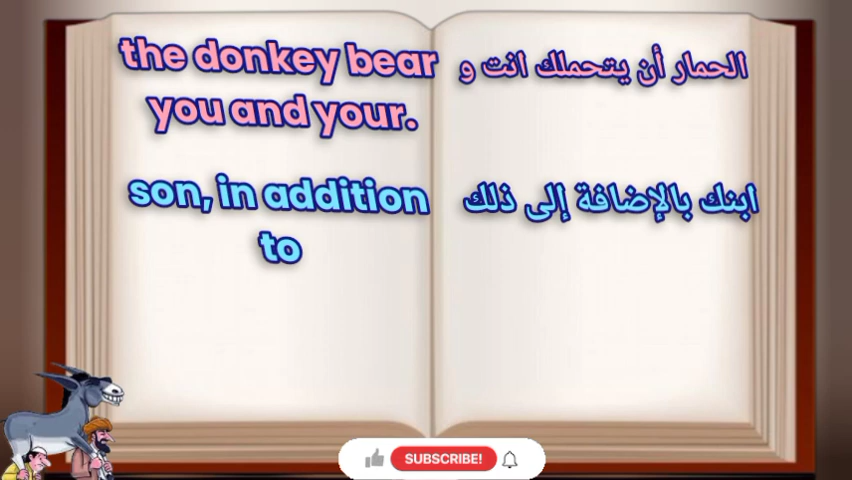 the donkey bear
you and your.
الحمار أن يتحملك انت و
son, in addition
to
ابنك بالإضافة إلى ذلك
SUBSCRIBE!